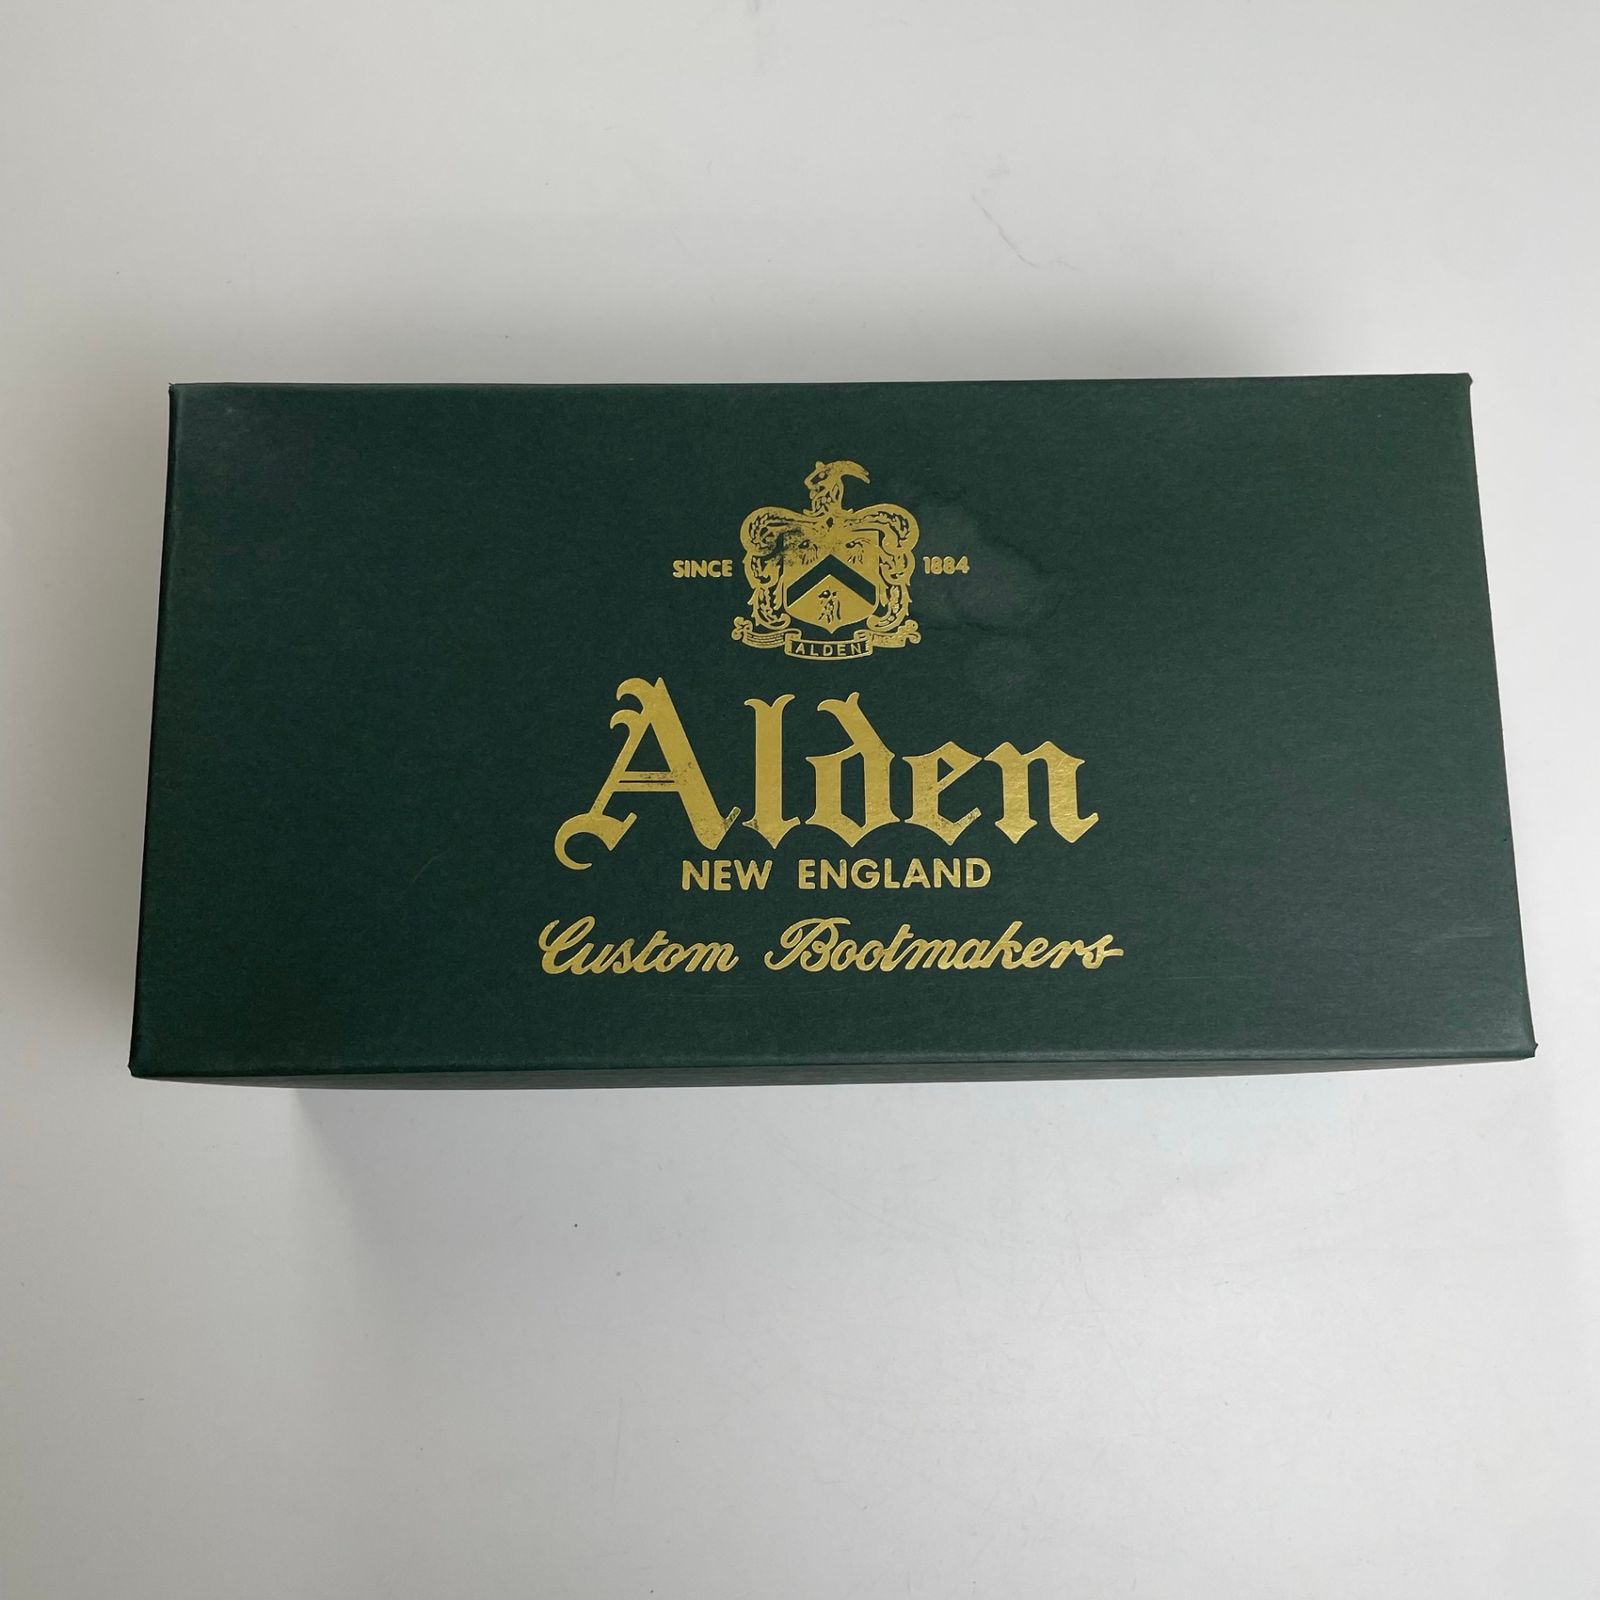 SINCE 1884
ALDEN
Alden
NEW ENGLAND
Custom Bootmakers